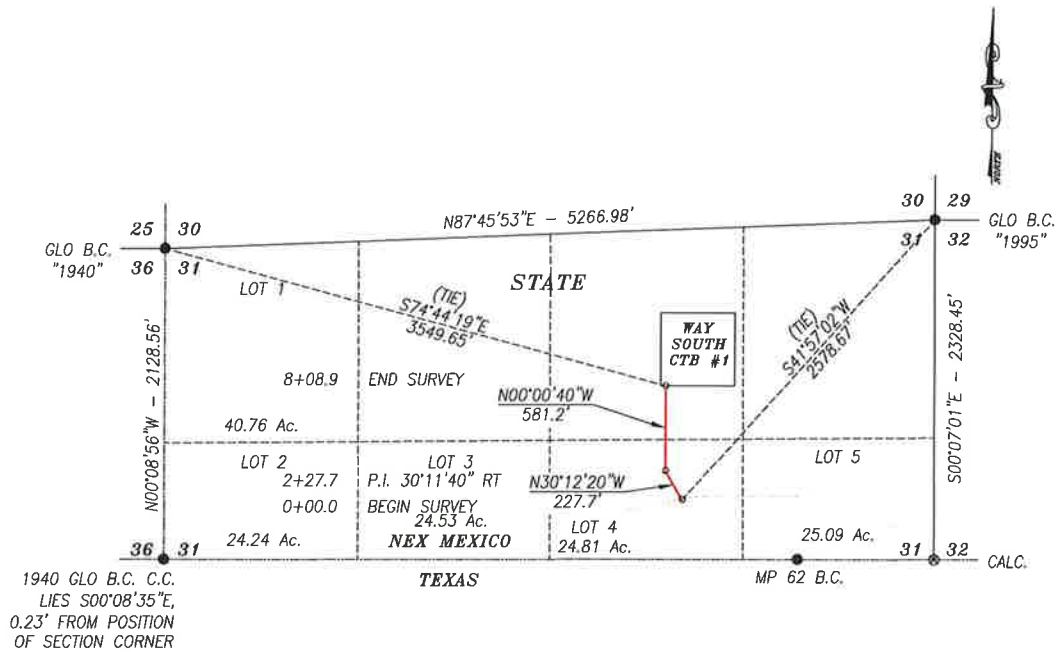 NORTH
25 30
GLO B.C.
"1940"
36 31
N87°45'53"E - 5266.98'
30 29
GLO B.C.
"1995"
31 32
STATE
LOT 1
(TIE)
S74°44'19"E
3549.65'
WAY
SOUTH
CTB #1
(TIE)
S41°57'02"W
2578.67'
N00°08'56"W - 2128.56'
S00°07'01"E - 2328.45'
8+08.9 END SURVEY
N00°00'40"W
581.2'
40.76 Ac.
LOT 2
LOT 3
LOT 5
2+27.7 P.I. 30°11'40" RT
N30°12'20"W
227.7'
0+00.0 BEGIN SURVEY
24.53 Ac.
LOT 4
24.24 Ac.
NEX MEXICO
24.81 Ac.
25.09 Ac.
36 31
31 32
CALC.
TEXAS
MP 62 B.C.
1940 GLO B.C. C.C.
LIES S00°08'35"E,
0.23' FROM POSITION
OF SECTION CORNER